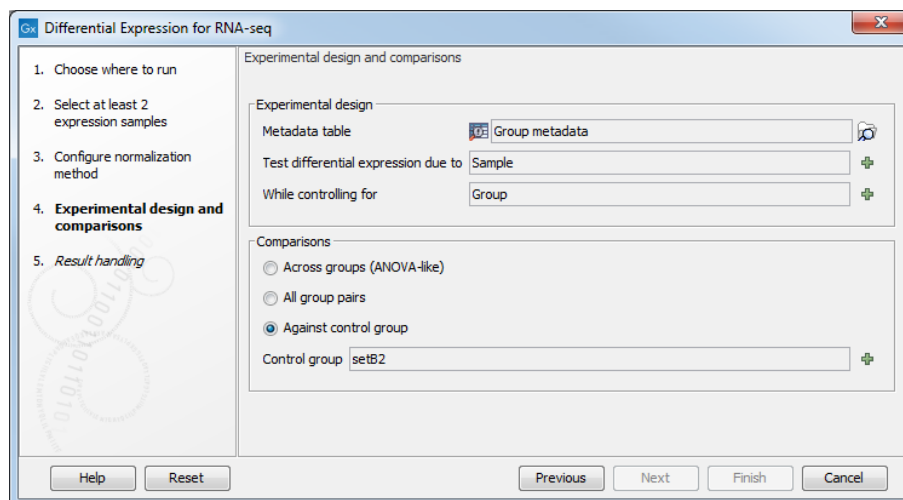 Gx Differential Expression for RNA-seq
1. Choose where to run
2. Select at least 2
expression samples
3. Configure normalization
method
4. Experimental design and
comparisons
5. Result handling
Experimental design and comparisons
Experimental design
Metadata table Group metadata
Test differential expression due to Sample
While controlling for Group
Comparisons
Across groups (ANOVA-like)
All group pairs
Against control group
Control group setB2
Help Reset Previous Next Finish Cancel